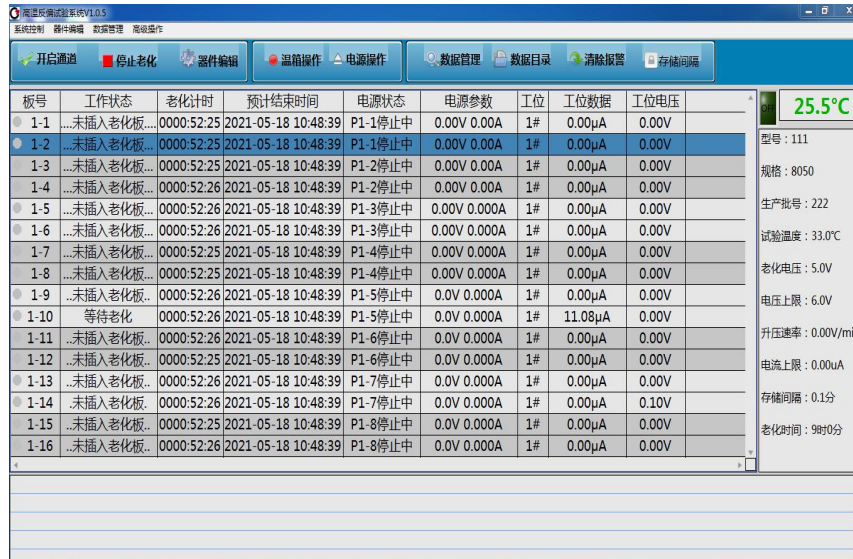 高温反偏试验系统V1.0.5
系统控制 器件编辑 数据管理 高级操作
开启通道 停止老化 器件编辑 温箱操作 电源操作 数据管理 数据目录 清除报警 存储间隔
板号 工作状态 老化计时 预计结束时间 电源状态 电源参数 工位 工位数据 工位电压
1-1 ....未插入老化板.... 0000:52:25 2021-05-18 10:48:39 P1-1停止中 0.00V 0.00A 1# 0.00μA 0.00V
1-2 ...未插入老化板... 0000:52:25 2021-05-18 10:48:39 P1-1停止中 0.00V 0.00A 1# 0.00μA 0.00V
1-3 ...未插入老化板... 0000:52:25 2021-05-18 10:48:39 P1-2停止中 0.00V 0.00A 1# 0.00μA 0.00V
1-4 ...未插入老化板... 0000:52:26 2021-05-18 10:48:39 P1-2停止中 0.00V 0.00A 1# 0.00μA 0.00V
1-5 ...未插入老化板... 0000:52:26 2021-05-18 10:48:39 P1-3停止中 0.00V 0.000A 1# 0.00μA 0.00V
1-6 ...未插入老化板... 0000:52:26 2021-05-18 10:48:39 P1-3停止中 0.00V 0.000A 1# 0.00μA 0.00V
1-7 ...未插入老化板... 0000:52:25 2021-05-18 10:48:39 P1-4停止中 0.00V 0.000A 1# 0.00μA 0.00V
1-8 ...未插入老化板... 0000:52:25 2021-05-18 10:48:39 P1-4停止中 0.00V 0.000A 1# 0.00μA 0.00V
1-9 ..未插入老化板.. 0000:52:26 2021-05-18 10:48:39 P1-5停止中 0.0V 0.000A 1# 0.00μA 0.00V
1-10 等待老化 0000:52:26 2021-05-18 10:48:39 P1-5停止中 0.0V 0.000A 1# 11.08μA 0.00V
1-11 ..未插入老化板. 0000:52:26 2021-05-18 10:48:39 P1-6停止中 0.0V 0.000A 1# 0.00μA 0.00V
1-12 ..未插入老化板. 0000:52:25 2021-05-18 10:48:39 P1-6停止中 0.0V 0.000A 1# 0.00μA 0.00V
1-13 ..未插入老化板. 0000:52:26 2021-05-18 10:48:39 P1-7停止中 0.0V 0.000A 1# 0.00μA 0.00V
1-14 .未插入老化板. 0000:52:26 2021-05-18 10:48:39 P1-7停止中 0.0V 0.000A 1# 0.00μA 0.10V
1-15 ..未插入老化板. 0000:52:26 2021-05-18 10:48:39 P1-8停止中 0.0V 0.000A 1# 0.00μA 0.00V
1-16 ..未插入老化板. 0000:52:26 2021-05-18 10:48:39 P1-8停止中 0.0V 0.000A 1# 0.00μA 0.00V
OFF 25.5°C
型号：111
规格：8050
生产批号：222
试验温度：33.0℃
老化电压：5.0V
电压上限：6.0V
升压速率：0.00V/mi
电流上限：0.00uA
存储间隔：0.1分
老化时间：9时0分